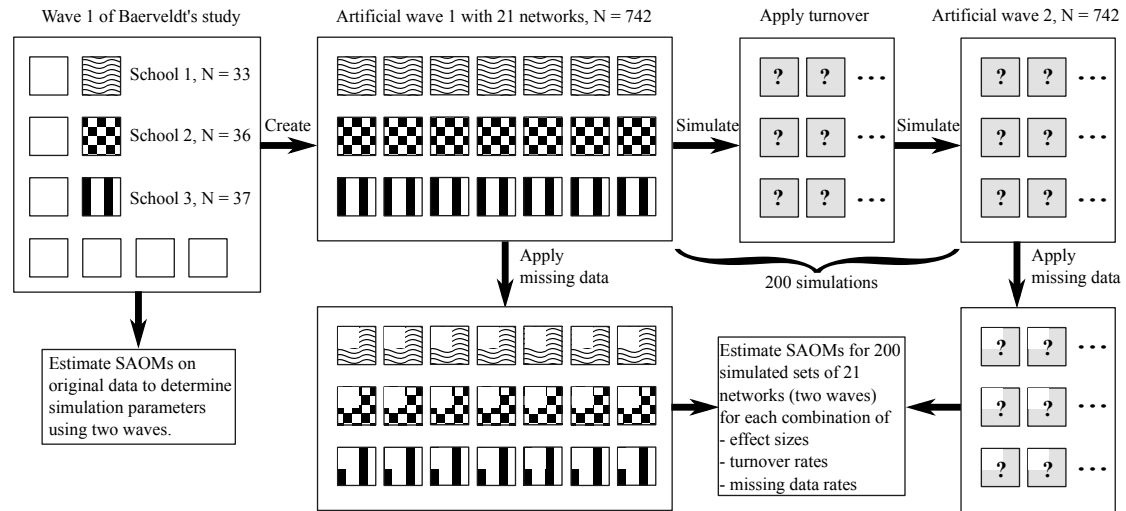 Wave 1 of Baerveldt's study
School 1, N = 33
School 2, N = 36
School 3, N = 37
Create
Artificial wave 1 with 21 networks, N = 742
Simulate
Apply turnover
? ?
? ?
? ?
Simulate
Artificial wave 2, N = 742
? ?
? ?
? ?
200 simulations
Apply
missing data
Apply
missing data
Estimate SAOMs on
original data to determine
simulation parameters
using two waves.
Estimate SAOMs for 200
simulated sets of 21
networks (two waves)
for each combination of
- effect sizes
- turnover rates
- missing data rates
? ?
? ?
? ?